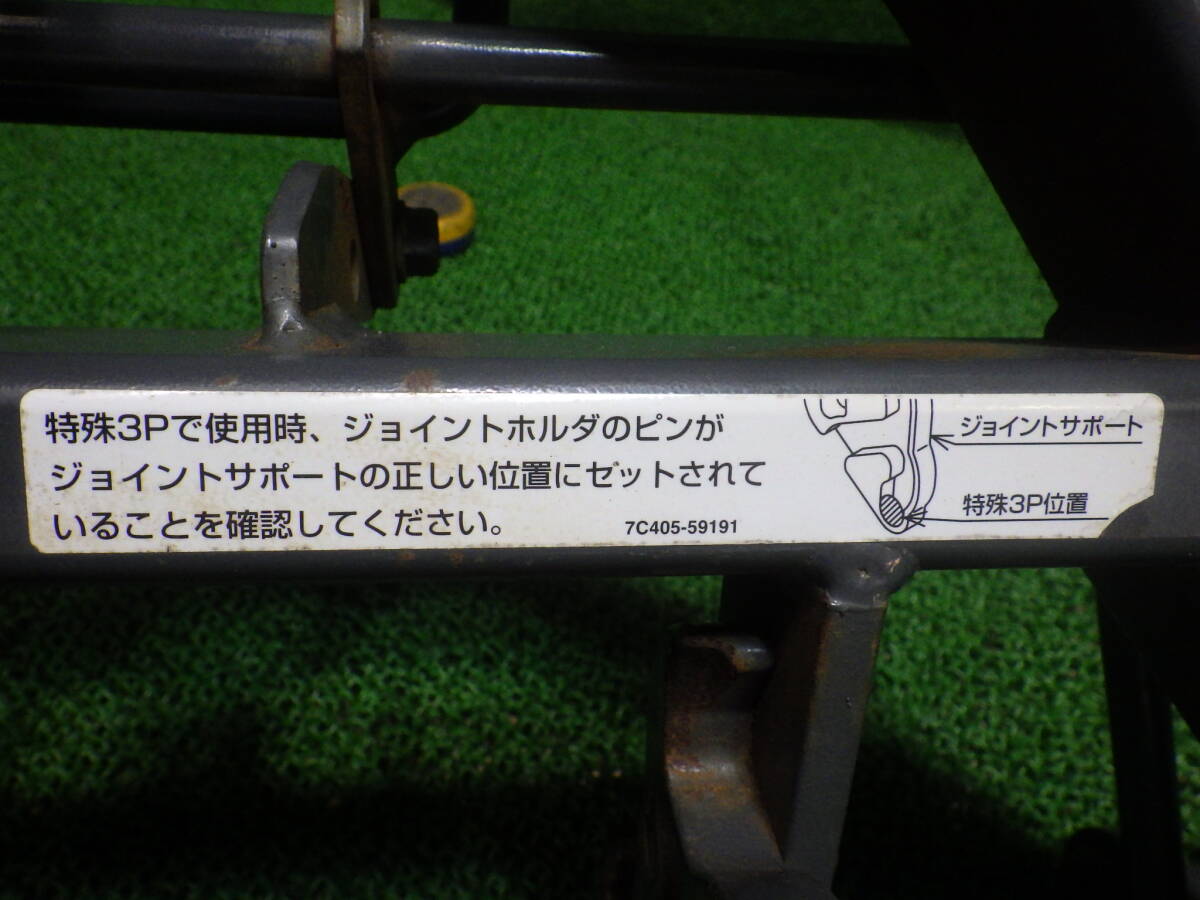 特殊3Pで使用時、ジョイントホルダのピンが
ジョイントサポートの正しい位置にセットされて
いることを確認してください。
7C405-59191
ジョイントサポート
特殊3P位置